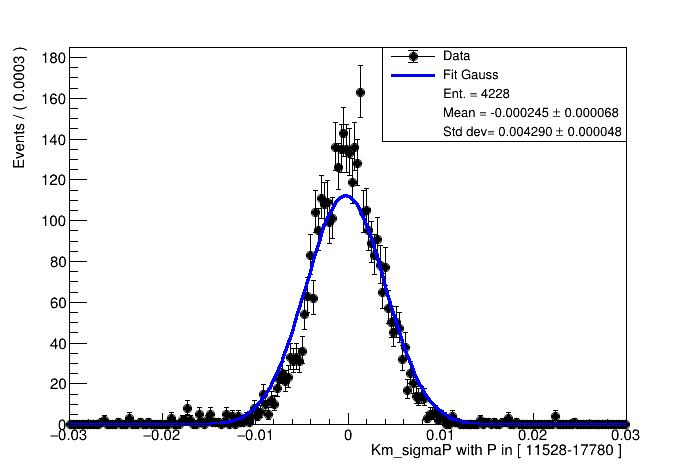 Events / ( 0.0003 )
180
160
140
120
100
80
60
40
20
0
Data
Fit Gauss
Ent. = 4228
Mean = -0.000245 ± 0.000068
Std dev= 0.004290 ± 0.000048
−0.03 −0.02 −0.01 0 0.01 0.02 0.03
Km_sigmaP with P in [ 11528-17780 ]